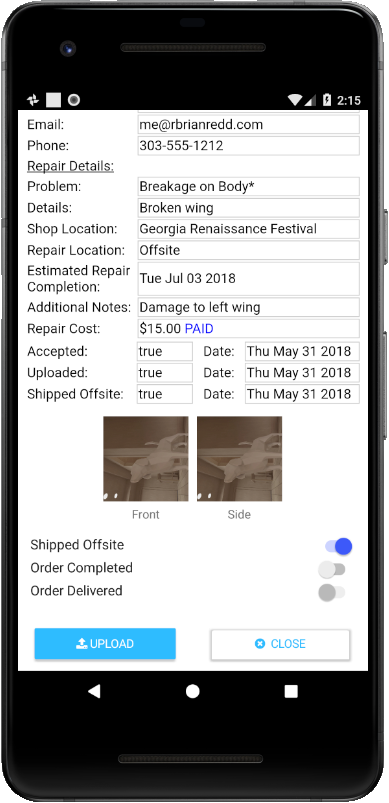 2:15
Email: me@rbrianredd.com
Phone: 303-555-1212
Repair Details:
Problem: Breakage on Body*
Details: Broken wing
Shop Location: Georgia Renaissance Festival
Repair Location: Offsite
Estimated Repair
Completion: Tue Jul 03 2018
Additional Notes: Damage to left wing
Repair Cost: $15.00 PAID
Accepted: true Date: Thu May 31 2018
Uploaded: true Date: Thu May 31 2018
Shipped Offsite: true Date: Thu May 31 2018
Front Side
Shipped Offsite
Order Completed
Order Delivered
UPLOAD CLOSE